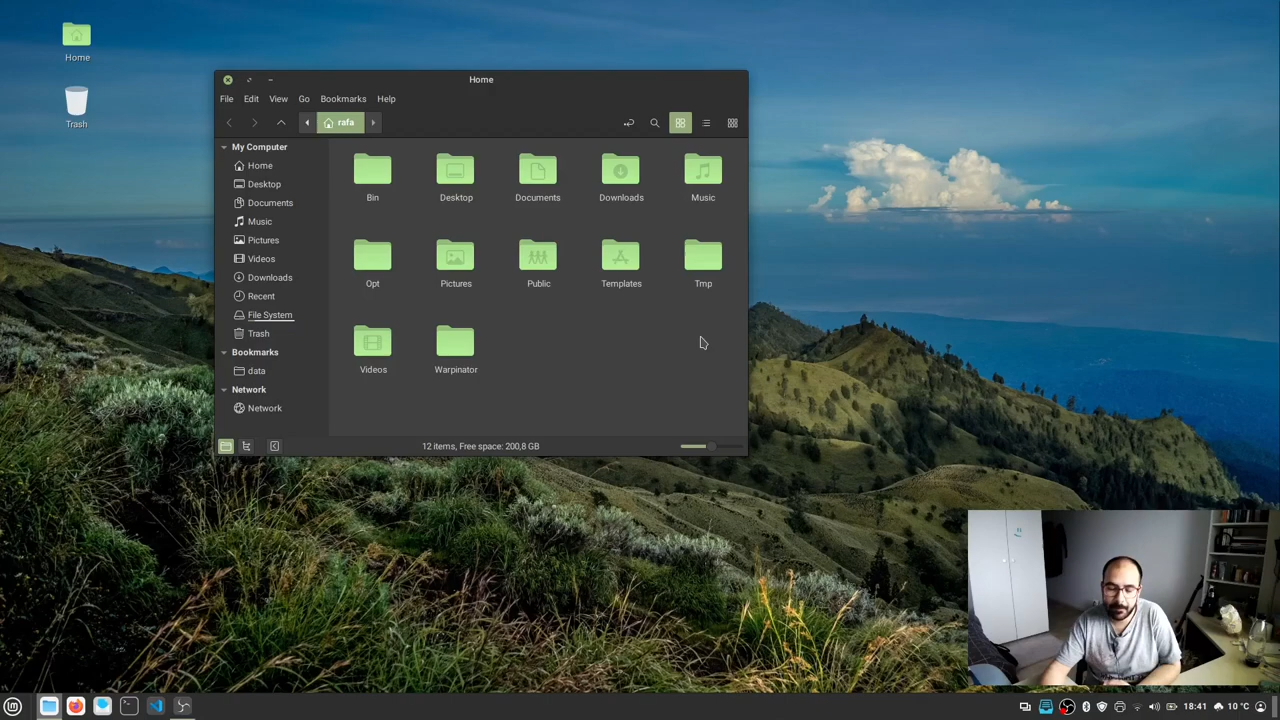 Home
Trash
Home
File Edit View Go Bookmarks Help
rafa
My Computer
Home
Desktop
Documents
Music
Pictures
Videos
Downloads
Recent
File System
Trash
Bookmarks
data
Network
Network
Bin Desktop Documents Downloads Music
Opt Pictures Public Templates Tmp
Videos Warpinator
12 items, Free space: 200,8 GB
18:41 10 °C